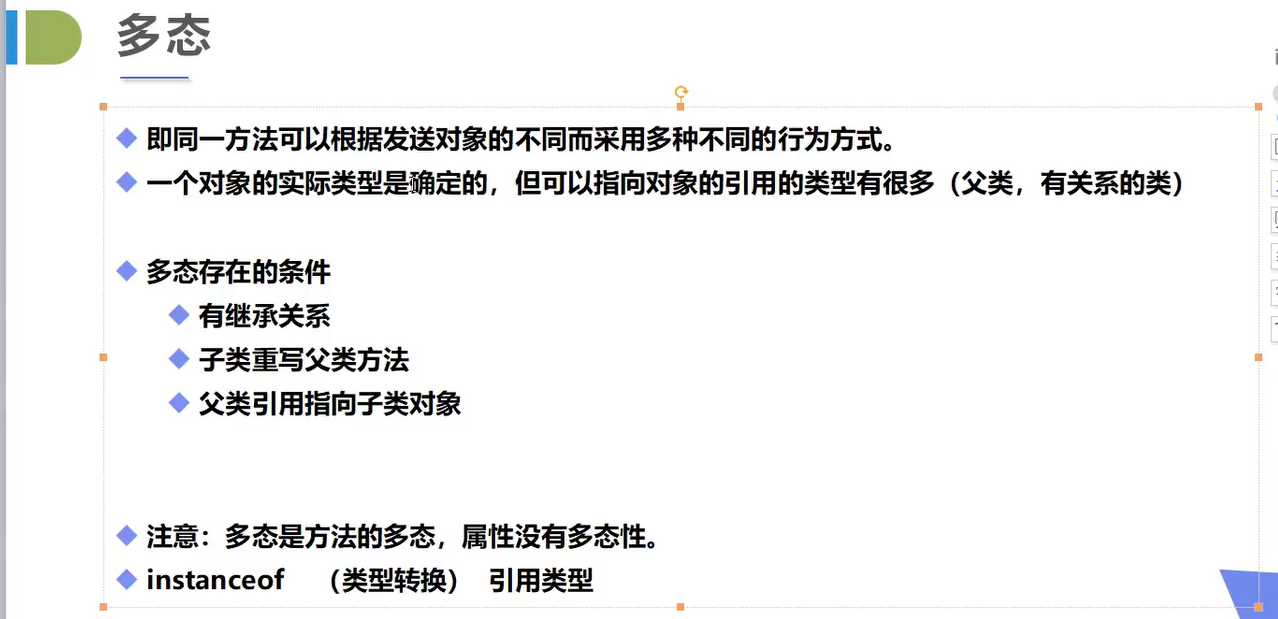 多态
即同一方法可以根据发送对象的不同而采用多种不同的行为方式。
一个对象的实际类型是确定的，但可以指向对象的引用的类型有很多（父类，有关系的类）
多态存在的条件
有继承关系
子类重写父类方法
父类引用指向子类对象
注意：多态是方法的多态，属性没有多态性。
instanceof （类型转换） 引用类型